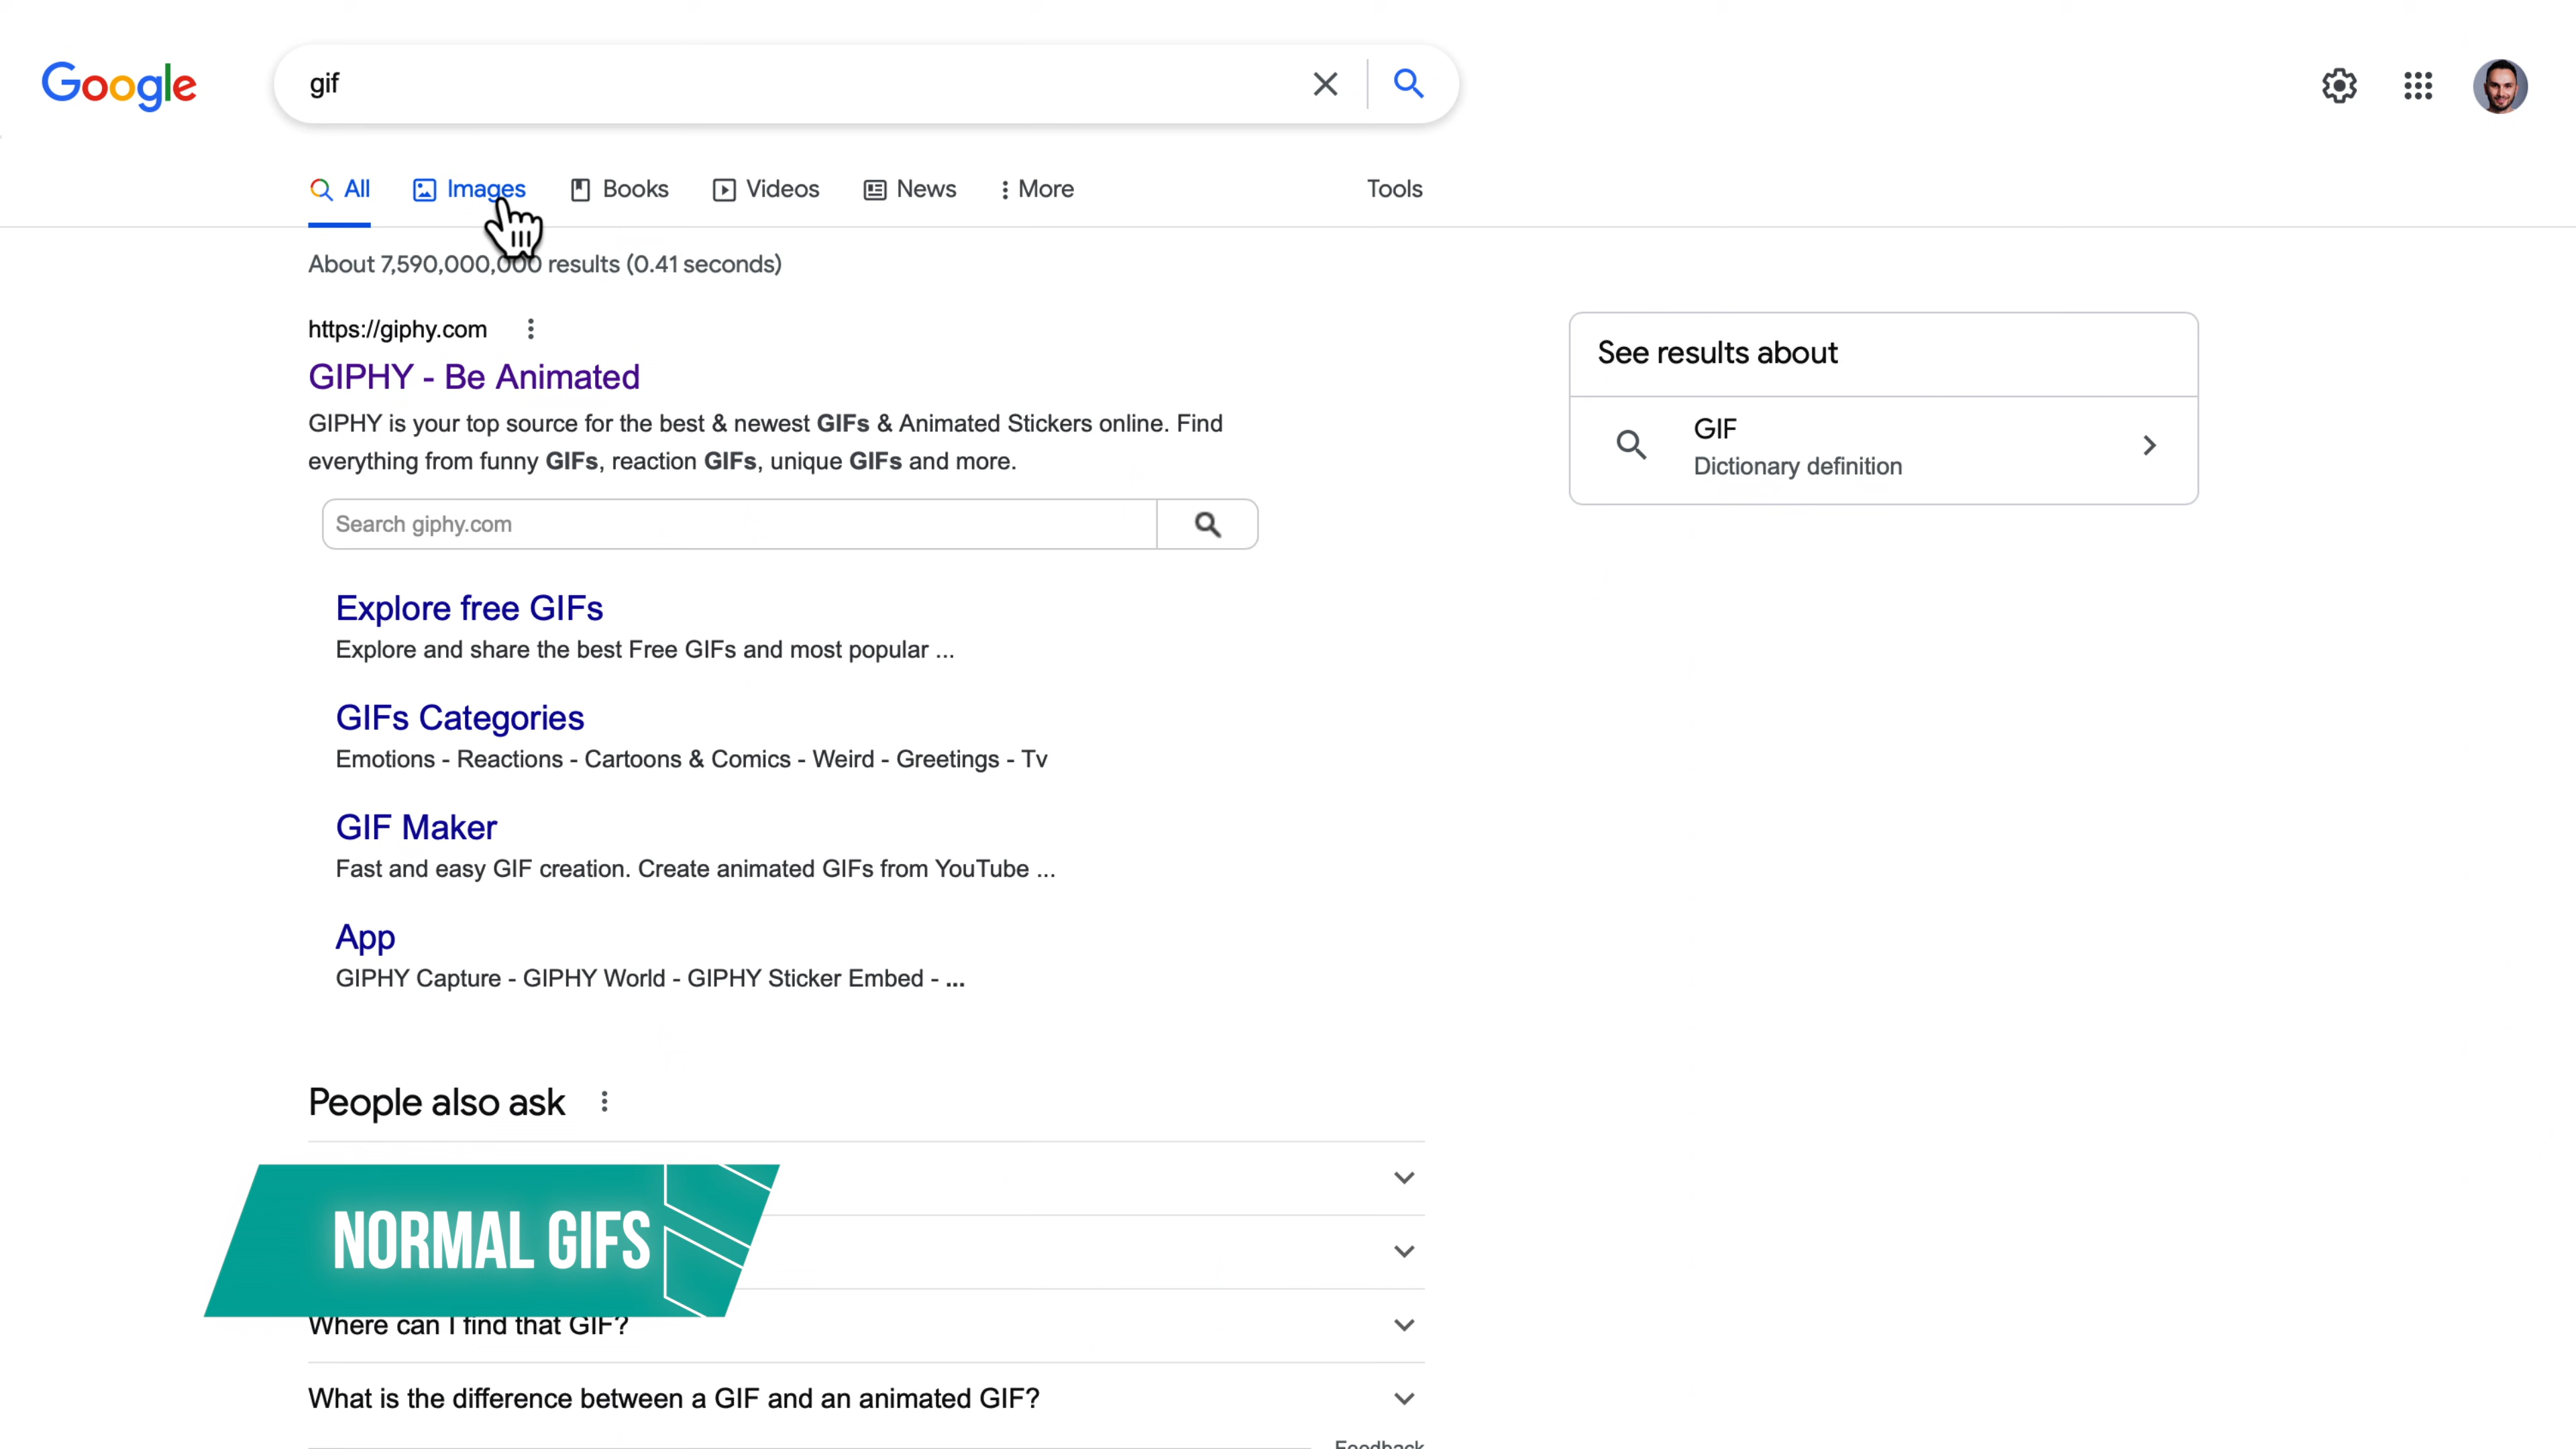 Google
gif
All
Images
Books
Videos
News
More
Tools
About 7,590,000,000 results (0.41 seconds)
https://giphy.com
GIPHY - Be Animated
GIPHY is your top source for the best & newest GIFs & Animated Stickers online. Find
everything from funny GIFs, reaction GIFs, unique GIFs and more.
Search giphy.com
Explore free GIFs
Explore and share the best Free GIFs and most popular ...
GIFs Categories
Emotions - Reactions - Cartoons & Comics - Weird - Greetings - Tv
GIF Maker
Fast and easy GIF creation. Create animated GIFs from YouTube ...
App
GIPHY Capture - GIPHY World - GIPHY Sticker Embed - ...
See results about
GIF
Dictionary definition
People also ask
NORMAL GIFS
Where can I find that GIF?
What is the difference between a GIF and an animated GIF?
Feedback